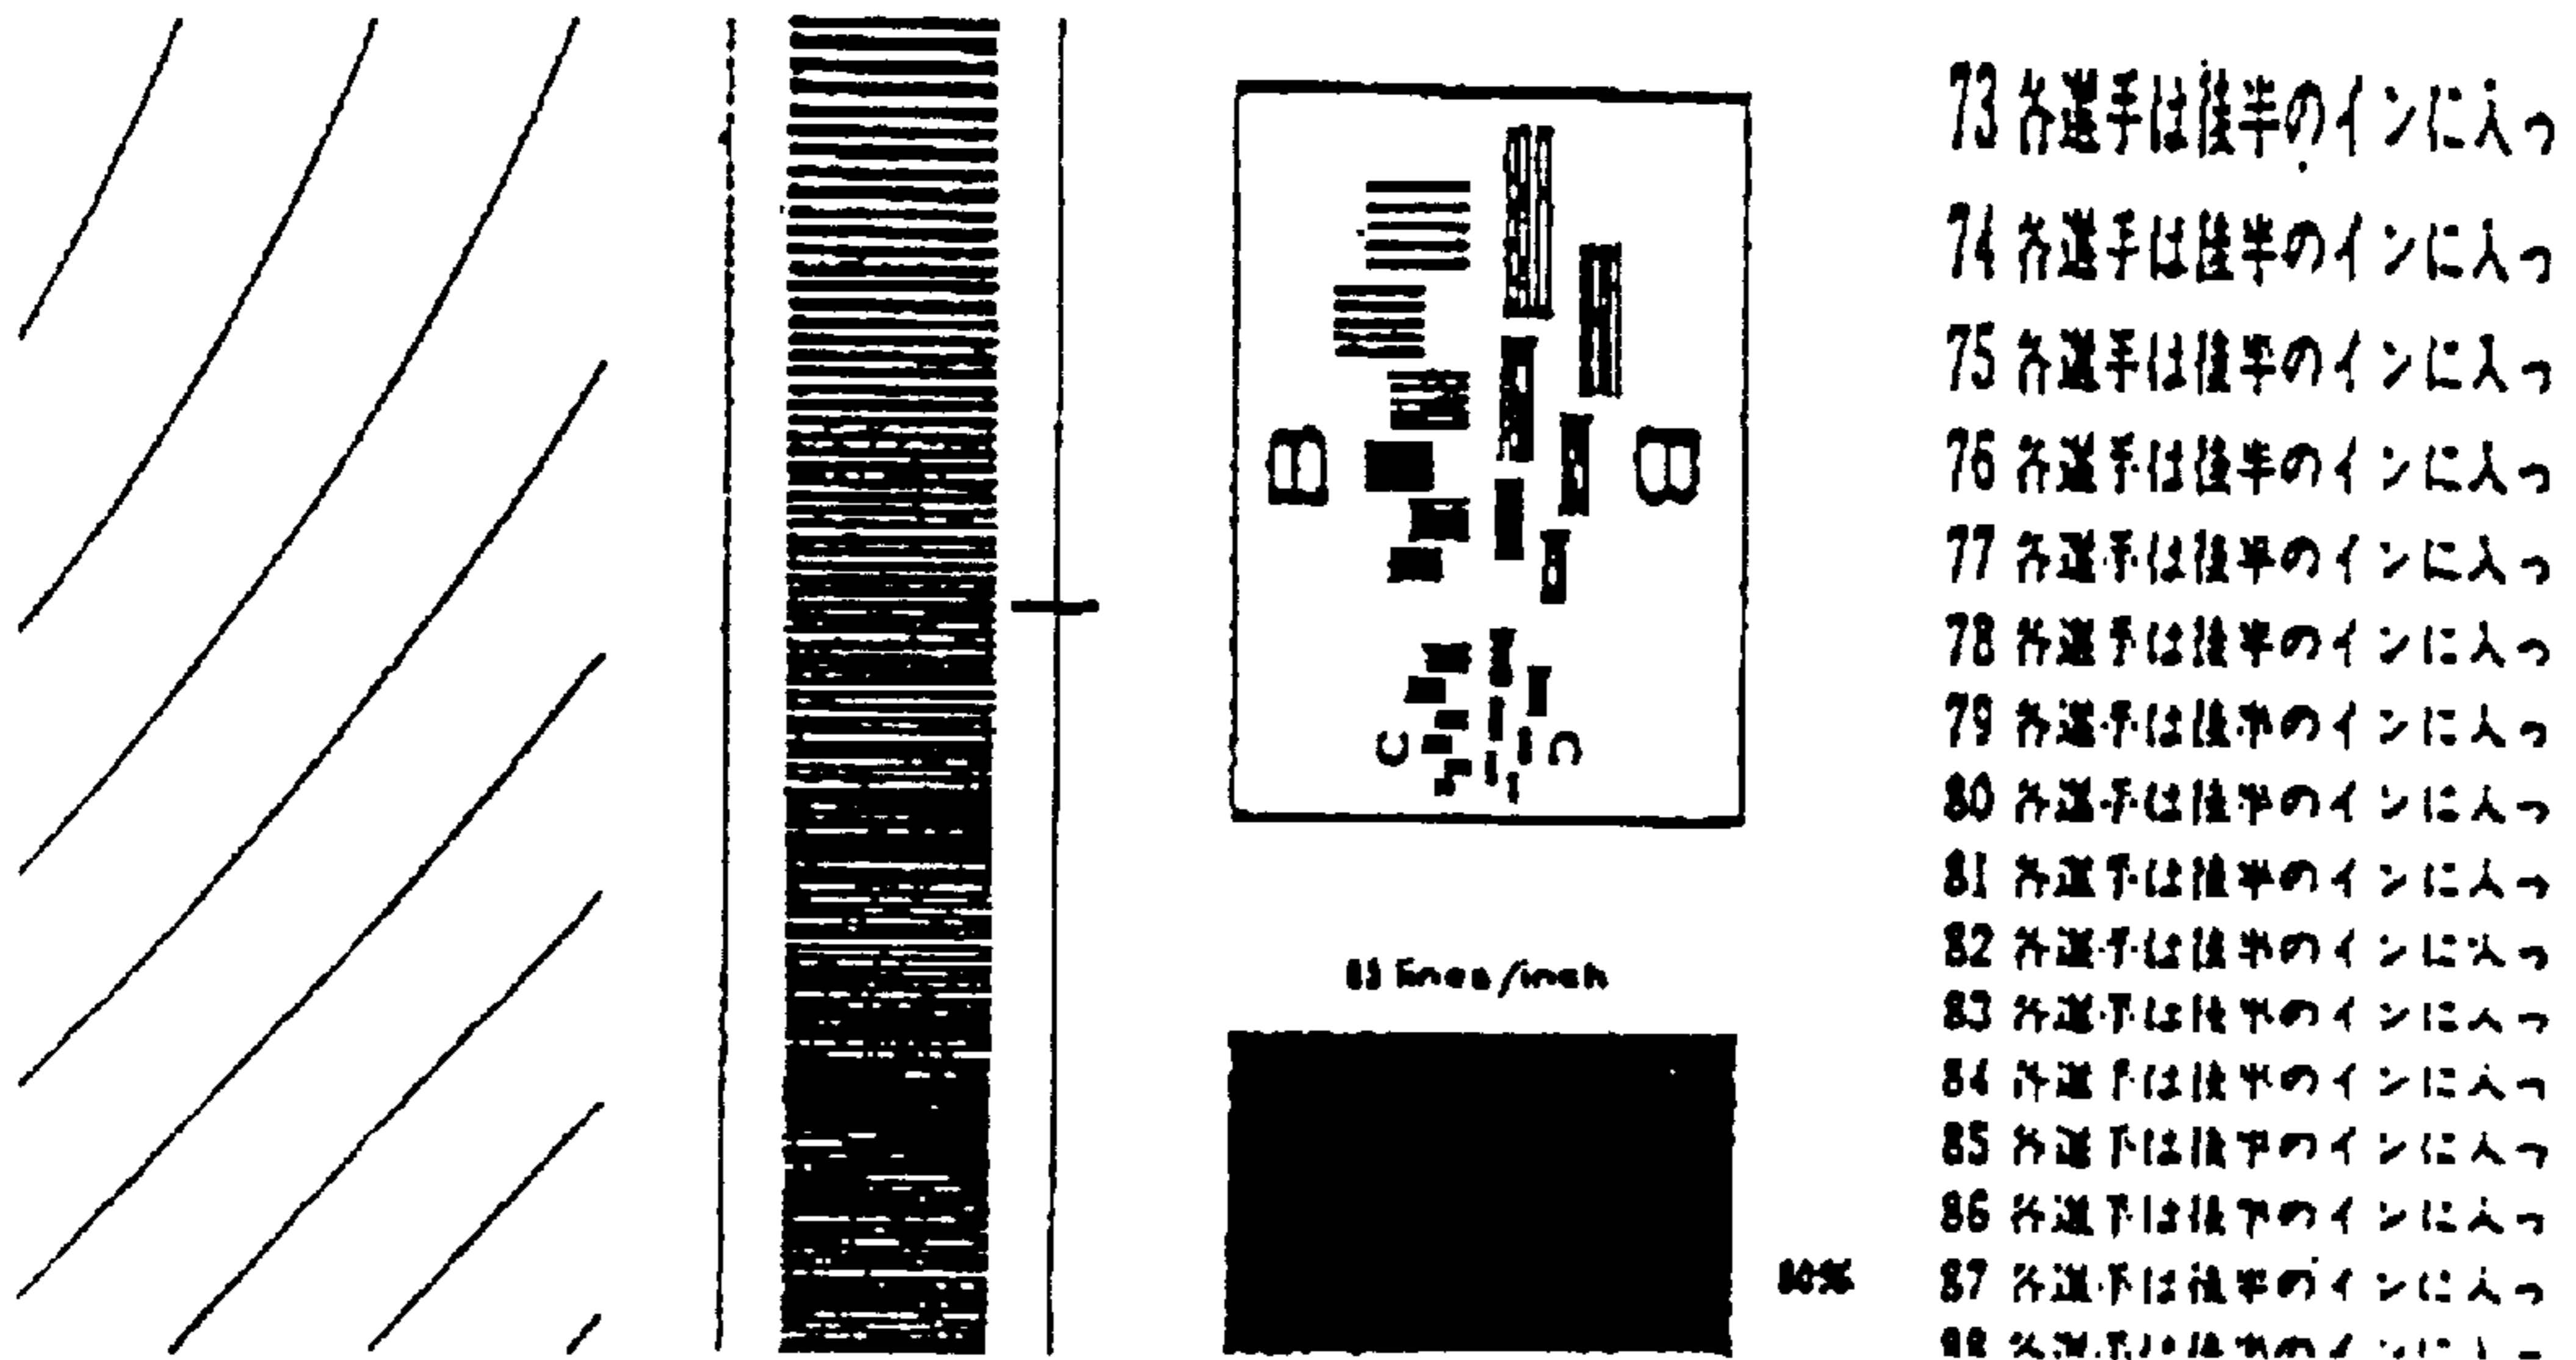 B
B
C
C
lines/inch
80%
73 各選手は後半のインに入っ
74 各選手は後半のインに入っ
75 各選手は後半のインに入っ
76 各選手は後半のインに入っ
77 各選手は後半のインに入っ
78 各選手は後半のインに入っ
79 各選手は後半のインに入っ
80 各選手は後半のインに入っ
81 各選手は後半のインに入っ
82 各選手は後半のインに入っ
83 各選手は後半のインに入っ
84 各選手は後半のインに入っ
85 各選手は後半のインに入っ
86 各選手は後半のインに入っ
87 各選手は後半のインに入っ